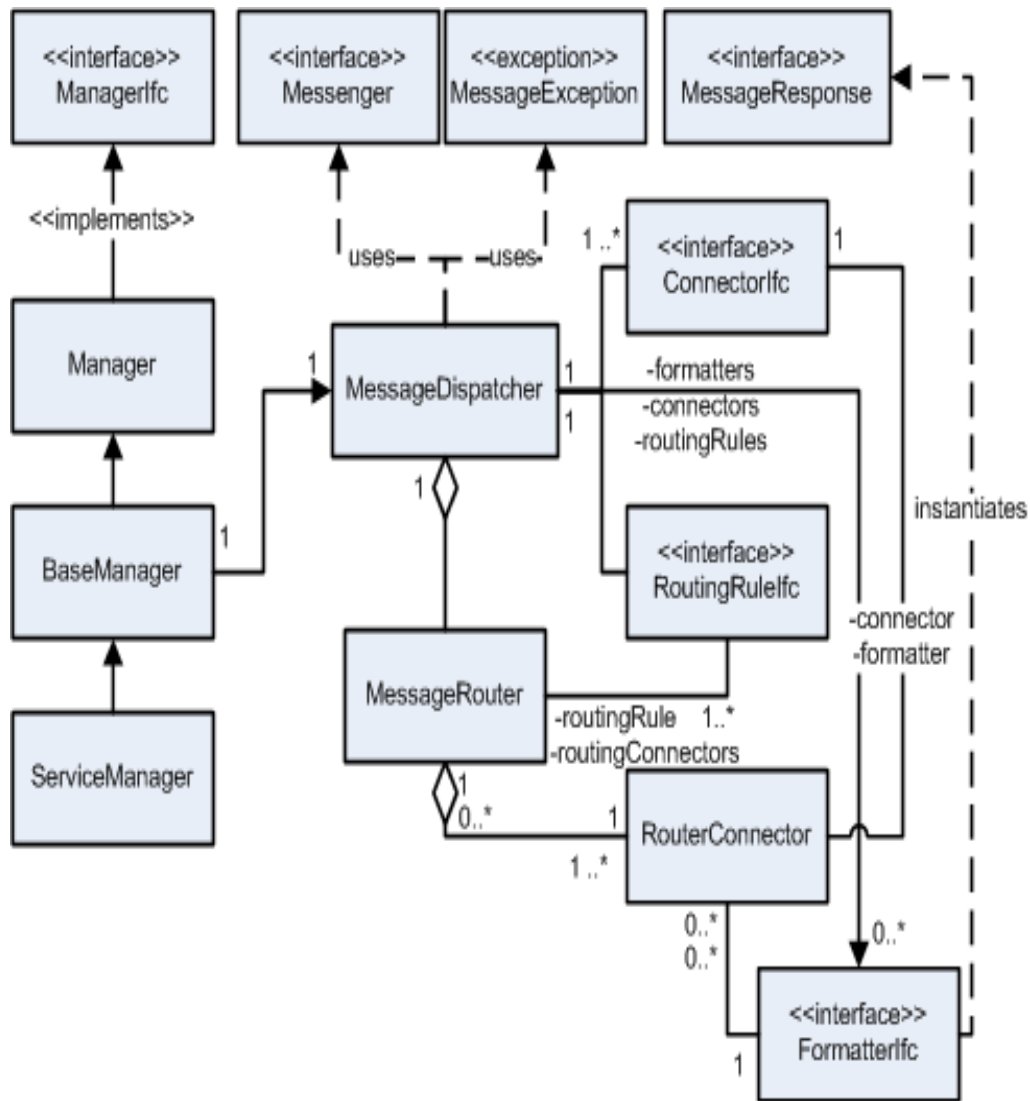 <<interface>>
ManagerIfc
<<interface>>
Messenger
<<exception>>
MessageException
<<interface>>
MessageResponse
<<implements>>
uses
uses
1 ..*
<<interface>>
ConnectorIfc
1
Manager
1
MessageDispatcher
1
1
-formatters
-connectors
-routingRules
1
BaseManager
1
<<interface>>
RoutingRuleIfc
instantiates
-connector
-formatter
MessageRouter
-routingRule
1..*
-routingConnectors
ServiceManager
1
0..*
1
1 ..*
RouterConnector
0..*
0..*
0..*
1
<<interface>>
FormatterIfc